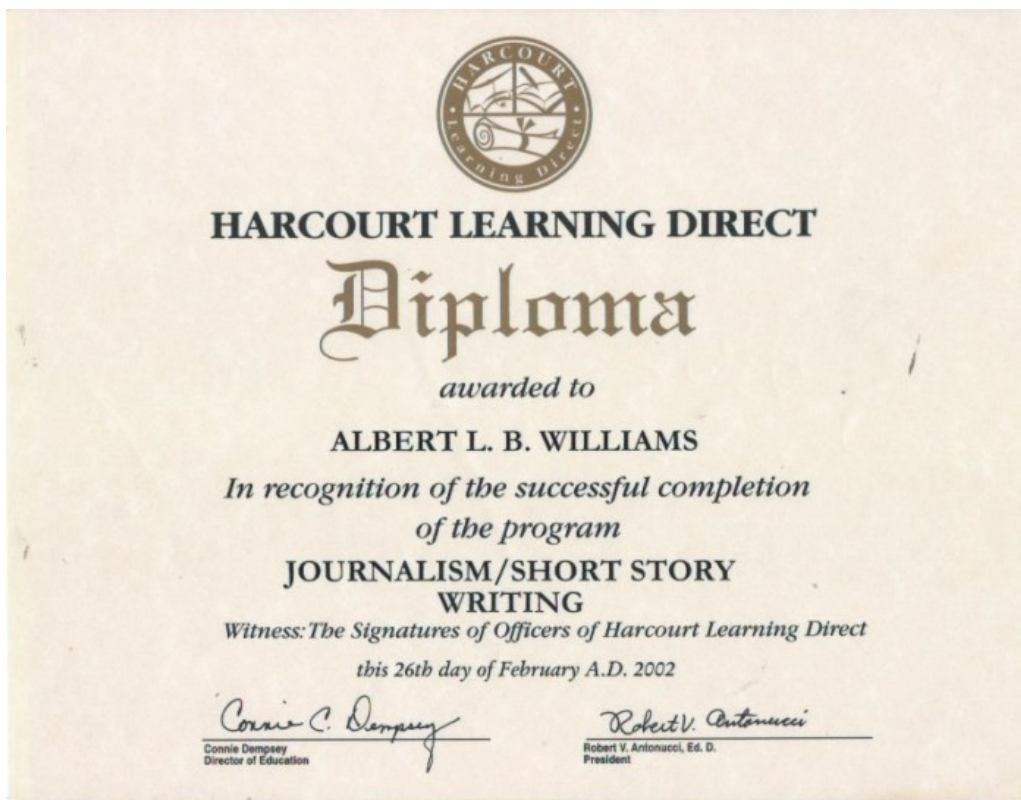 HARCOURT
Learning Direct
HARCOURT LEARNING DIRECT
Diploma
awarded to
ALBERT L. B. WILLIAMS
In recognition of the successful completion
of the program
JOURNALISM/SHORT STORY
WRITING
Witness: The Signatures of Officers of Harcourt Learning Direct
this 26th day of February A.D. 2002
Connie C. Dempsey Robert V. Antonucci
Connie Dempsey Robert V. Antonucci, Ed. D.
Director of Education President